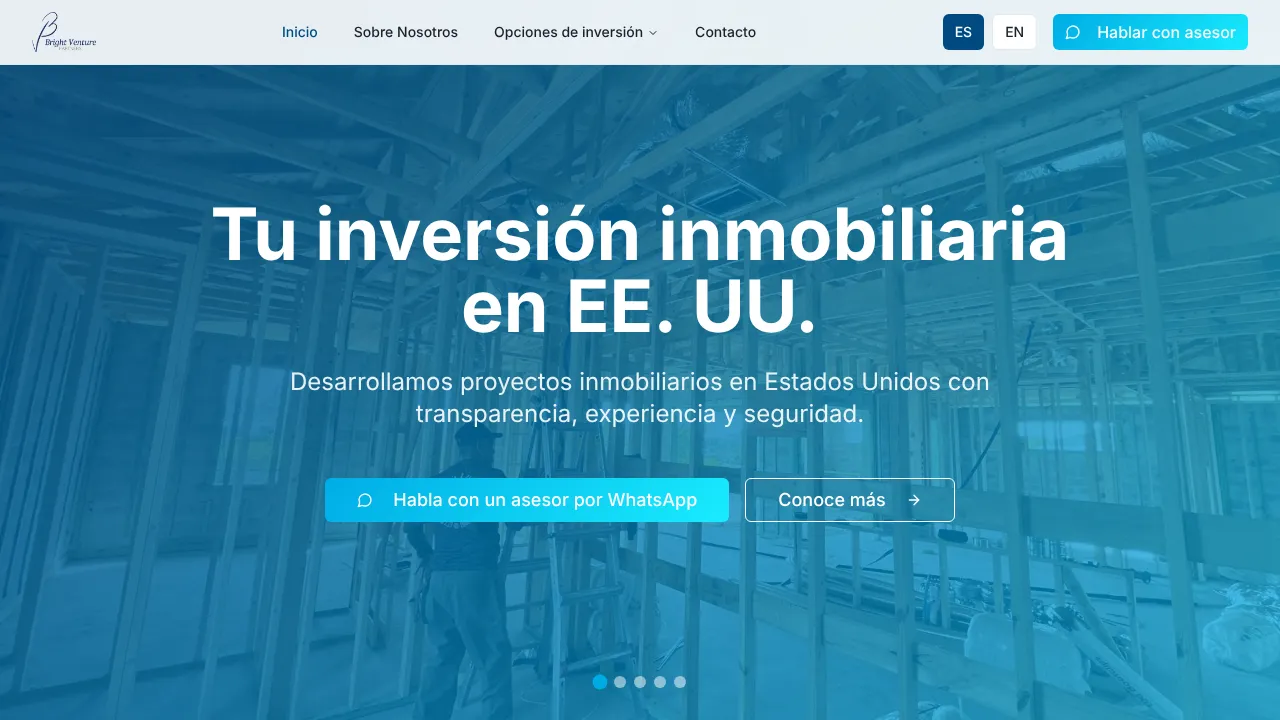 Bright Venture
Inicio
Sobre Nosotros
Opciones de inversión
Contacto
ES
EN
Hablar con asesor
Tu inversión inmobiliaria
en EE. UU.
Desarrollamos proyectos inmobiliarios en Estados Unidos con
transparencia, experiencia y seguridad.
Habla con un asesor por WhatsApp
Conoce más